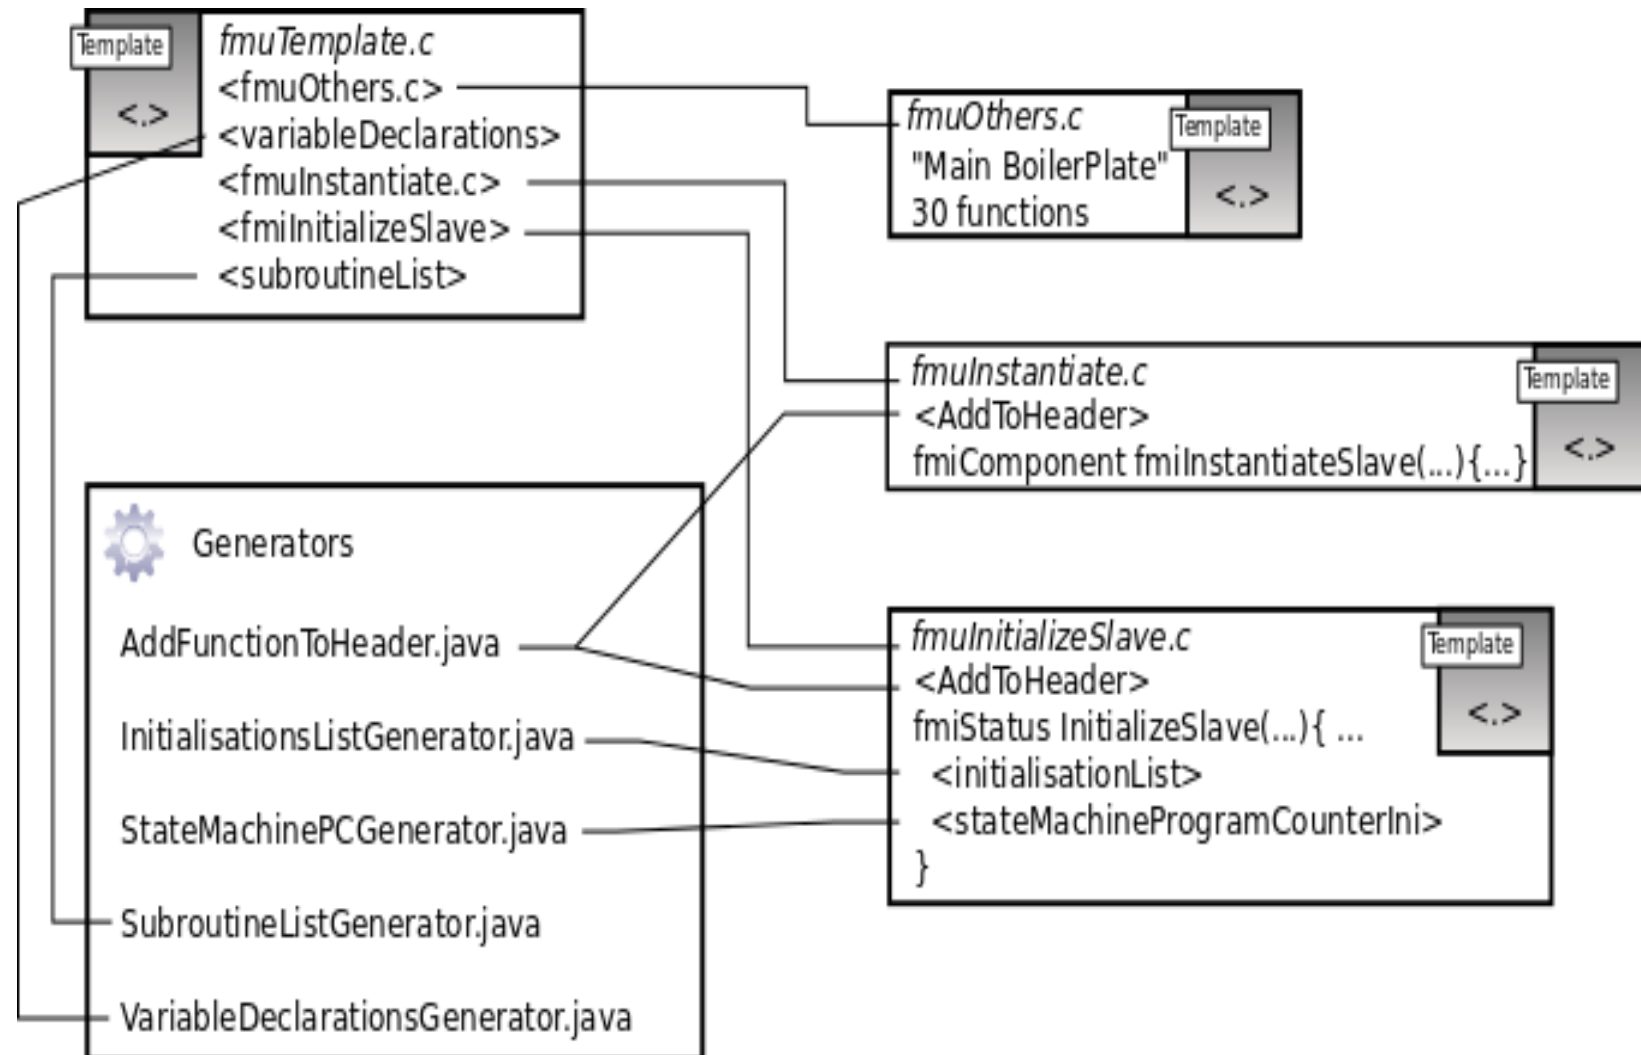 Template
<.>
fmuTemplate.c
<fmuOthers.c>
<variableDeclarations>
<fmuInstantiate.c>
<fmiInitializeSlave>
<subroutineList>
fmuOthers.c
"Main BoilerPlate"
30 functions
Template
<.>
fmuInstantiate.c
<AddToHeader>
fmiComponent fmiInstantiateSlave(...){...}
Template
<.>
Generators
AddFunctionToHeader.java
InitialisationsListGenerator.java
StateMachinePCGenerator.java
SubroutineListGenerator.java
VariableDeclarationsGenerator.java
fmuInitializeSlave.c
<AddToHeader>
fmiStatus InitializeSlave(...){ ...
<initialisationList>
<stateMachineProgramCounterIni>
}
Template
<.>